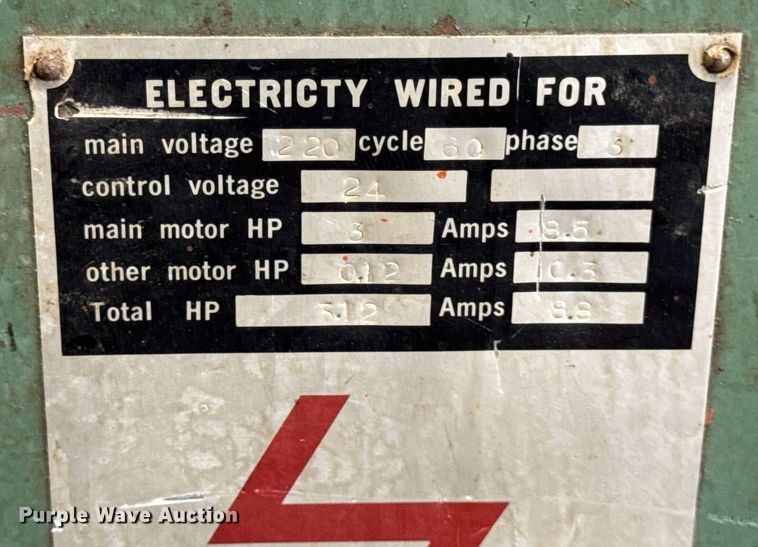 ELECTRICTY WIRED FOR
main voltage 220 cycle 60 phase 3
control voltage 24
main motor HP 3 Amps 8.5
other motor HP 0.12 Amps 0.3
Total HP 3.12 Amps 8.8
Purple Wave Auction